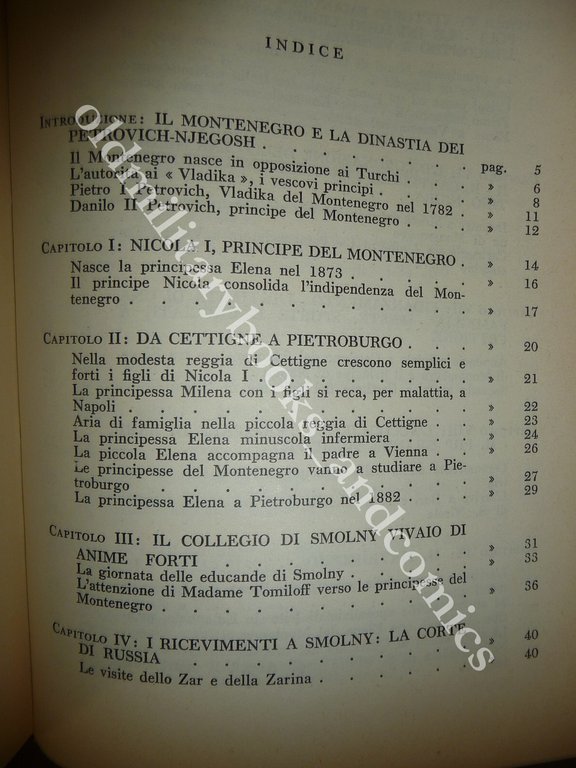 INDICE
INTRODUZIONE: IL MONTENEGRO E LA DINASTIA DEI
PETROVICH-NJEGOSH . . . . . . . pag. 5
Il Montenegro nasce in opposizione ai Turchi . » 6
L'autorità ai « Vladika », i vescovi principi . . » 8
Pietro I Petrovich, Vladika del Montenegro nel 1782 » 11
Danilo II Petrovich, principe del Montenegro . . » 12
CAPITOLO I: NICOLA I, PRINCIPE DEL MONTENEGRO . » 14
Nasce la principessa Elena nel 1873 . . . . » 16
Il principe Nicola consolida l'indipendenza del Mon-
tenegro . . . . . . . . . . . » 17
CAPITOLO II: DA CETTIGNE A PIETROBURGO . . . » 20
Nella modesta reggia di Cettigne crescono semplici e
forti i figli di Nicola I . . . . . . . » 21
La principessa Milena con i figli si reca, per malattia, a
Napoli . . . . . . . . . . . » 22
Aria di famiglia nella piccola reggia di Cettigne . » 23
La principessa Elena minuscola infermiera . . » 24
La piccola Elena accompagna il padre a Vienna . » 26
Le principesse del Montenegro vanno a studiare a Pie-
troburgo . . . . . . . . . . » 27
La principessa Elena a Pietroburgo nel 1882 . . » 29
CAPITOLO III: IL COLLEGIO DI SMOLNY VIVAIO DI
ANIME FORTI . . . . . . . . . » 31
La giornata delle educande di Smolny . . . . » 33
L'attenzione di Madame Tomiloff verso le principesse del
Montenegro . . . . . . . . . . » 36
CAPITOLO IV: I RICEVIMENTI A SMOLNY: LA CORTE
DI RUSSIA . . . . . . . . . . » 40
Le visite dello Zar e della Zarina . . . . . » 40
oldmilitarybooks_andcomics